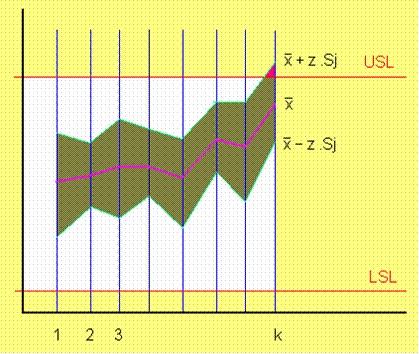 x̄ + z .Sj USL
x̄
x̄ − z .Sj
LSL
1 2 3 k